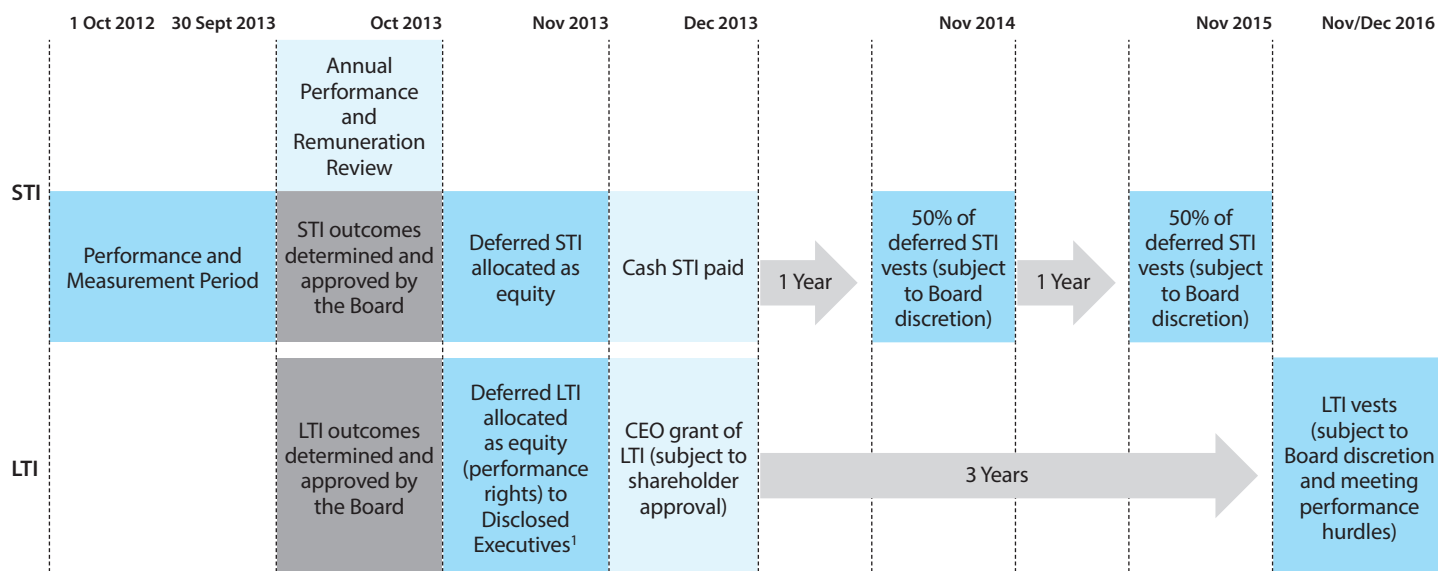 1 Oct 2012 30 Sept 2013 Oct 2013 Nov 2013 Dec 2013 Nov 2014 Nov 2015 Nov/Dec 2016
Annual
Performance
and
Remuneration
Review
STI
Performance and
Measurement Period
STI outcomes
determined and
approved by
the Board
Deferred STI
allocated as
equity
Cash STI paid
1 Year
50% of
deferred STI
vests (subject
to Board
discretion)
1 Year
50% of
deferred STI
vests (subject
to Board
discretion)
LTI
LTI outcomes
determined and
approved by
the Board
Deferred LTI
allocated
as equity
(performance
rights) to
Disclosed
Executives¹
CEO grant of
LTI (subject to
shareholder
approval)
3 Years
LTI vests
(subject to
Board discretion
and meeting
performance
hurdles)